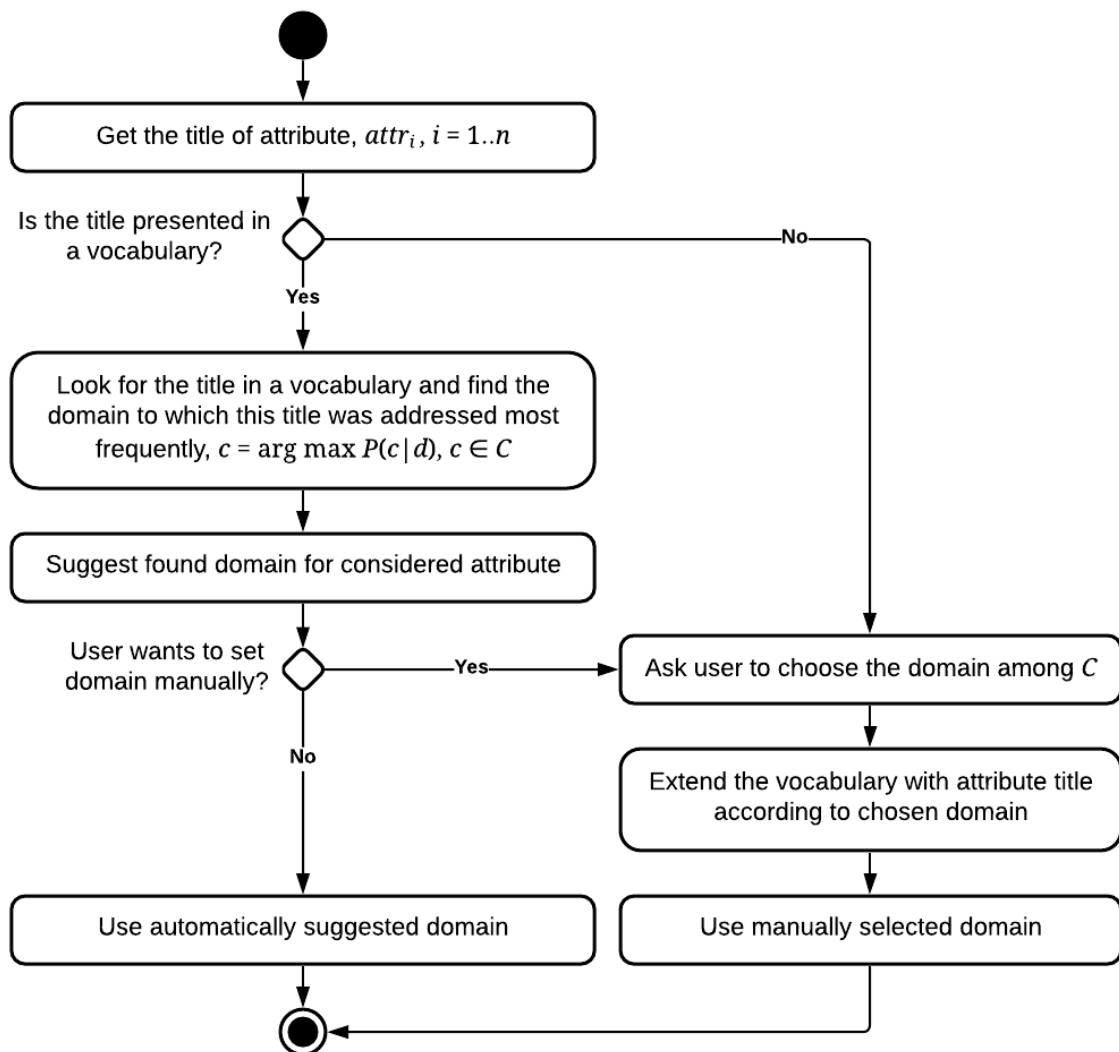 Get the title of attribute, attrᵢ, i = 1..n
Is the title presented in
a vocabulary?
No
Yes
Look for the title in a vocabulary and find the
domain to which this title was addressed most
frequently, c = arg max P(c|d), c ∈ C
Suggest found domain for considered attribute
User wants to set
domain manually?
Yes
Ask user to choose the domain among C
No
Extend the vocabulary with attribute title
according to chosen domain
Use automatically suggested domain
Use manually selected domain